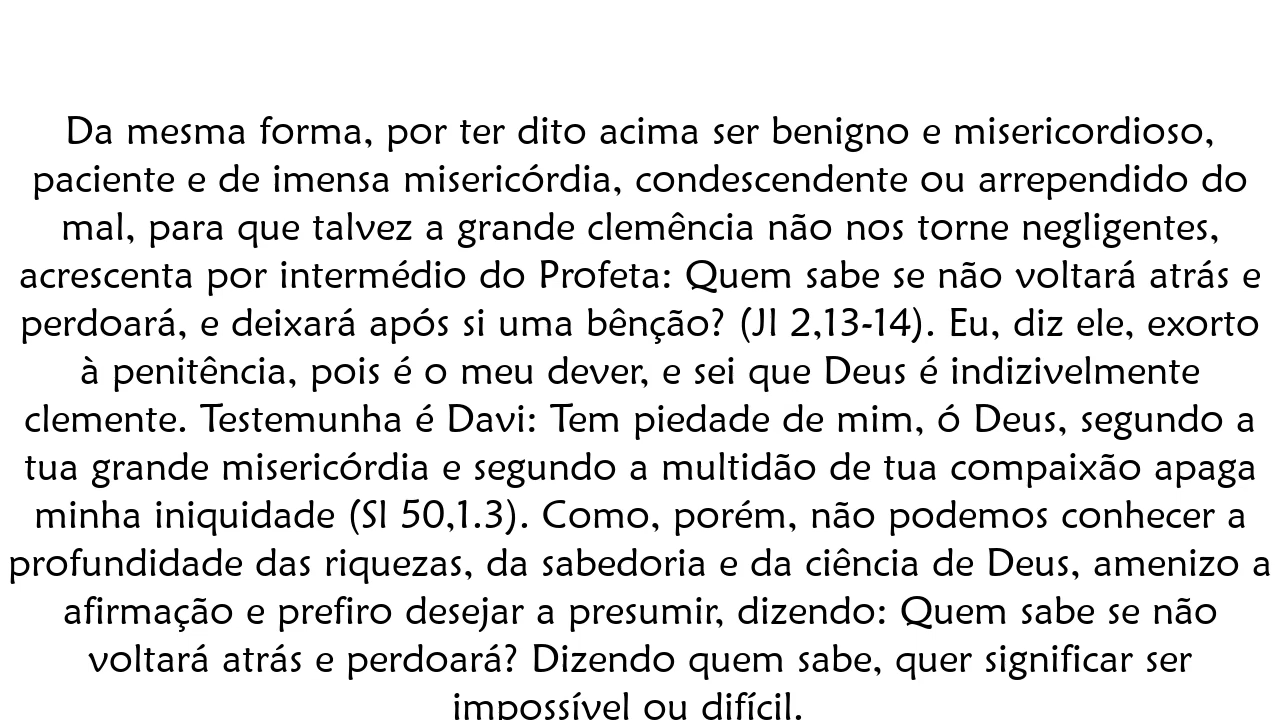 Da mesma forma, por ter dito acima ser benigno e misericordioso,
paciente e de imensa misericórdia, condescendente ou arrependido do
mal, para que talvez a grande clemência não nos torne negligentes,
acrescenta por intermédio do Profeta: Quem sabe se não voltará atrás e
perdoará, e deixará após si uma bênção? (Jl 2,13-14). Eu, diz ele, exorto
à penitência, pois é o meu dever, e sei que Deus é indizivelmente
clemente. Testemunha é Davi: Tem piedade de mim, ó Deus, segundo a
tua grande misericórdia e segundo a multidão de tua compaixão apaga
minha iniquidade (Sl 50,1.3). Como, porém, não podemos conhecer a
profundidade das riquezas, da sabedoria e da ciência de Deus, amenizo a
afirmação e prefiro desejar a presumir, dizendo: Quem sabe se não
voltará atrás e perdoará? Dizendo quem sabe, quer significar ser
impossível ou difícil.